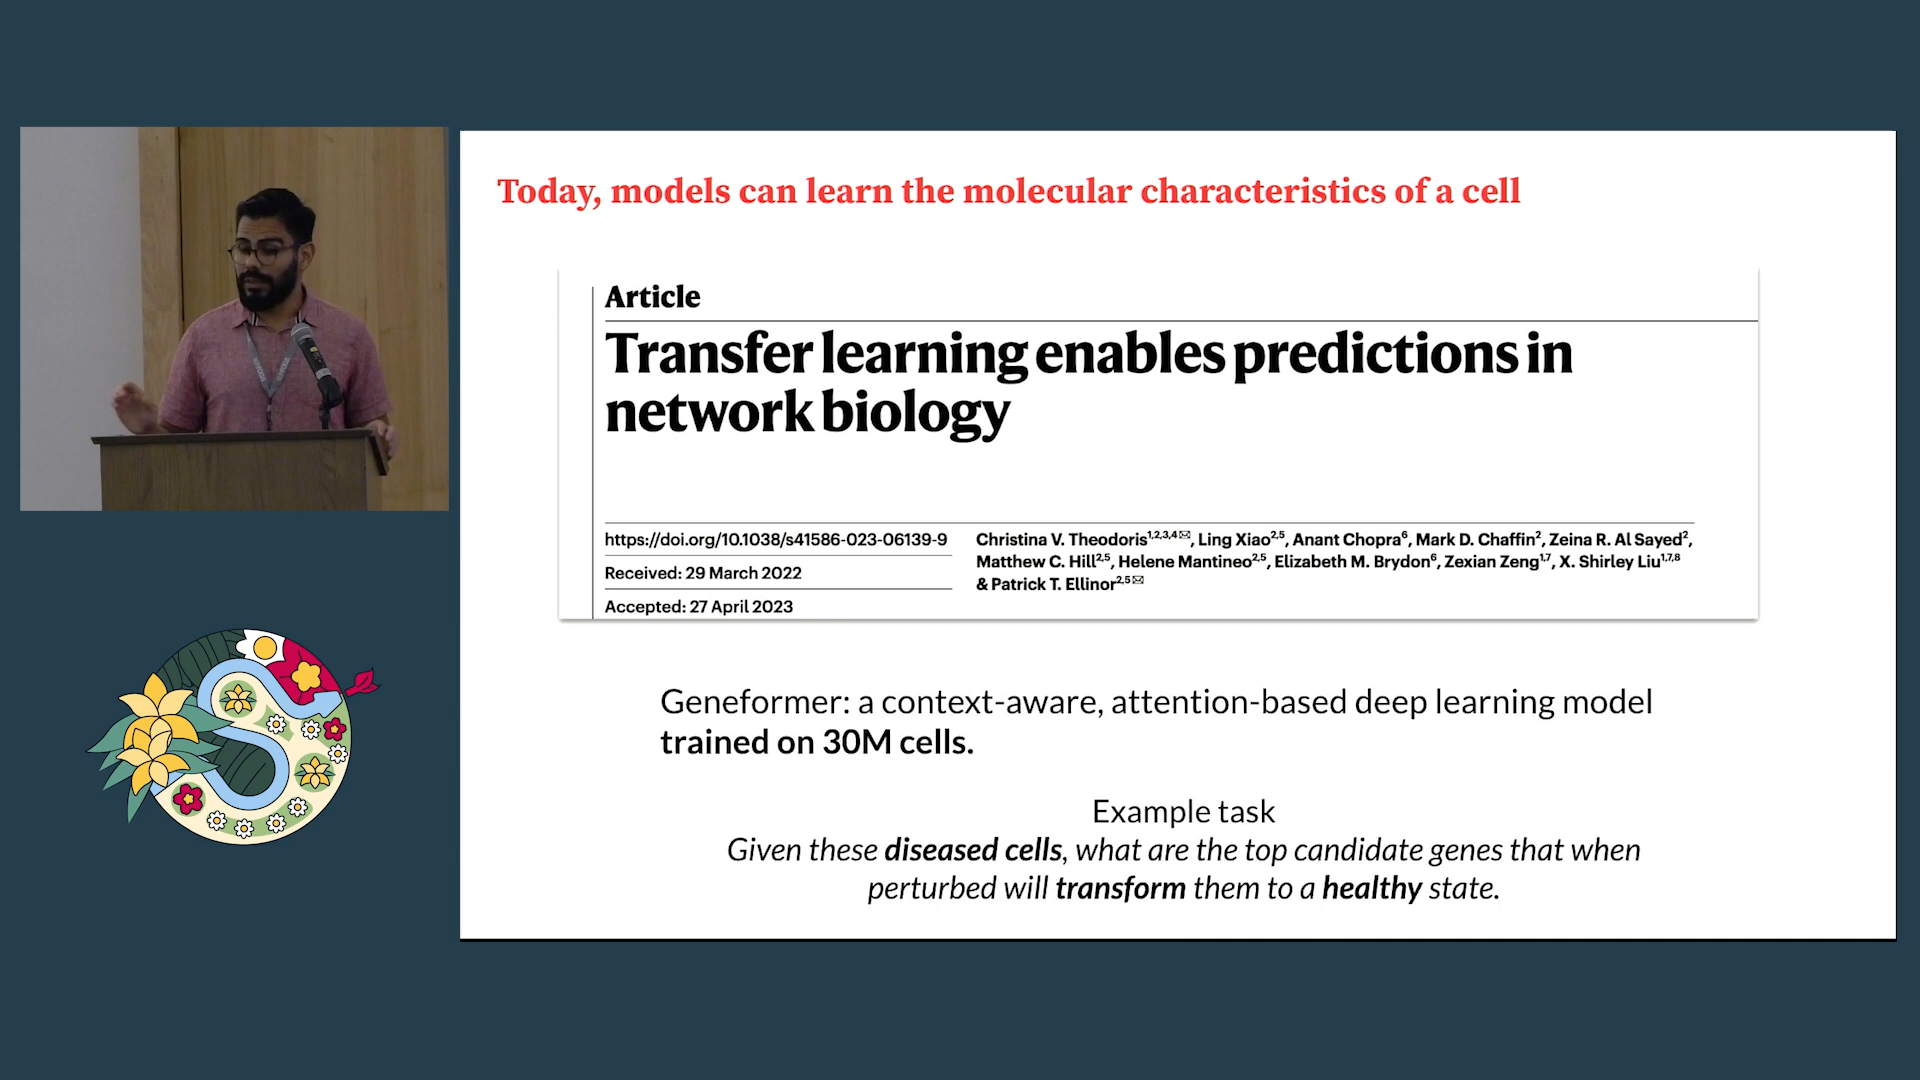 Today, models can learn the molecular characteristics of a cell
Article
Transfer learning enables predictions in
network biology
https://doi.org/10.1038/s41586-023-06139-9
Received: 29 March 2022
Accepted: 27 April 2023
Christina V. Theodoris1,2,3,4✉, Ling Xiao2,5, Anant Chopra6, Mark D. Chaffin2, Zeina R. Al Sayed2,
Matthew C. Hill2,5, Helene Mantineo2,5, Elizabeth M. Brydon6, Zexian Zeng1,7, X. Shirley Liu1,7,8
& Patrick T. Ellinor2,5✉
Geneformer: a context-aware, attention-based deep learning model
trained on 30M cells.
Example task
Given these diseased cells, what are the top candidate genes that when
perturbed will transform them to a healthy state.